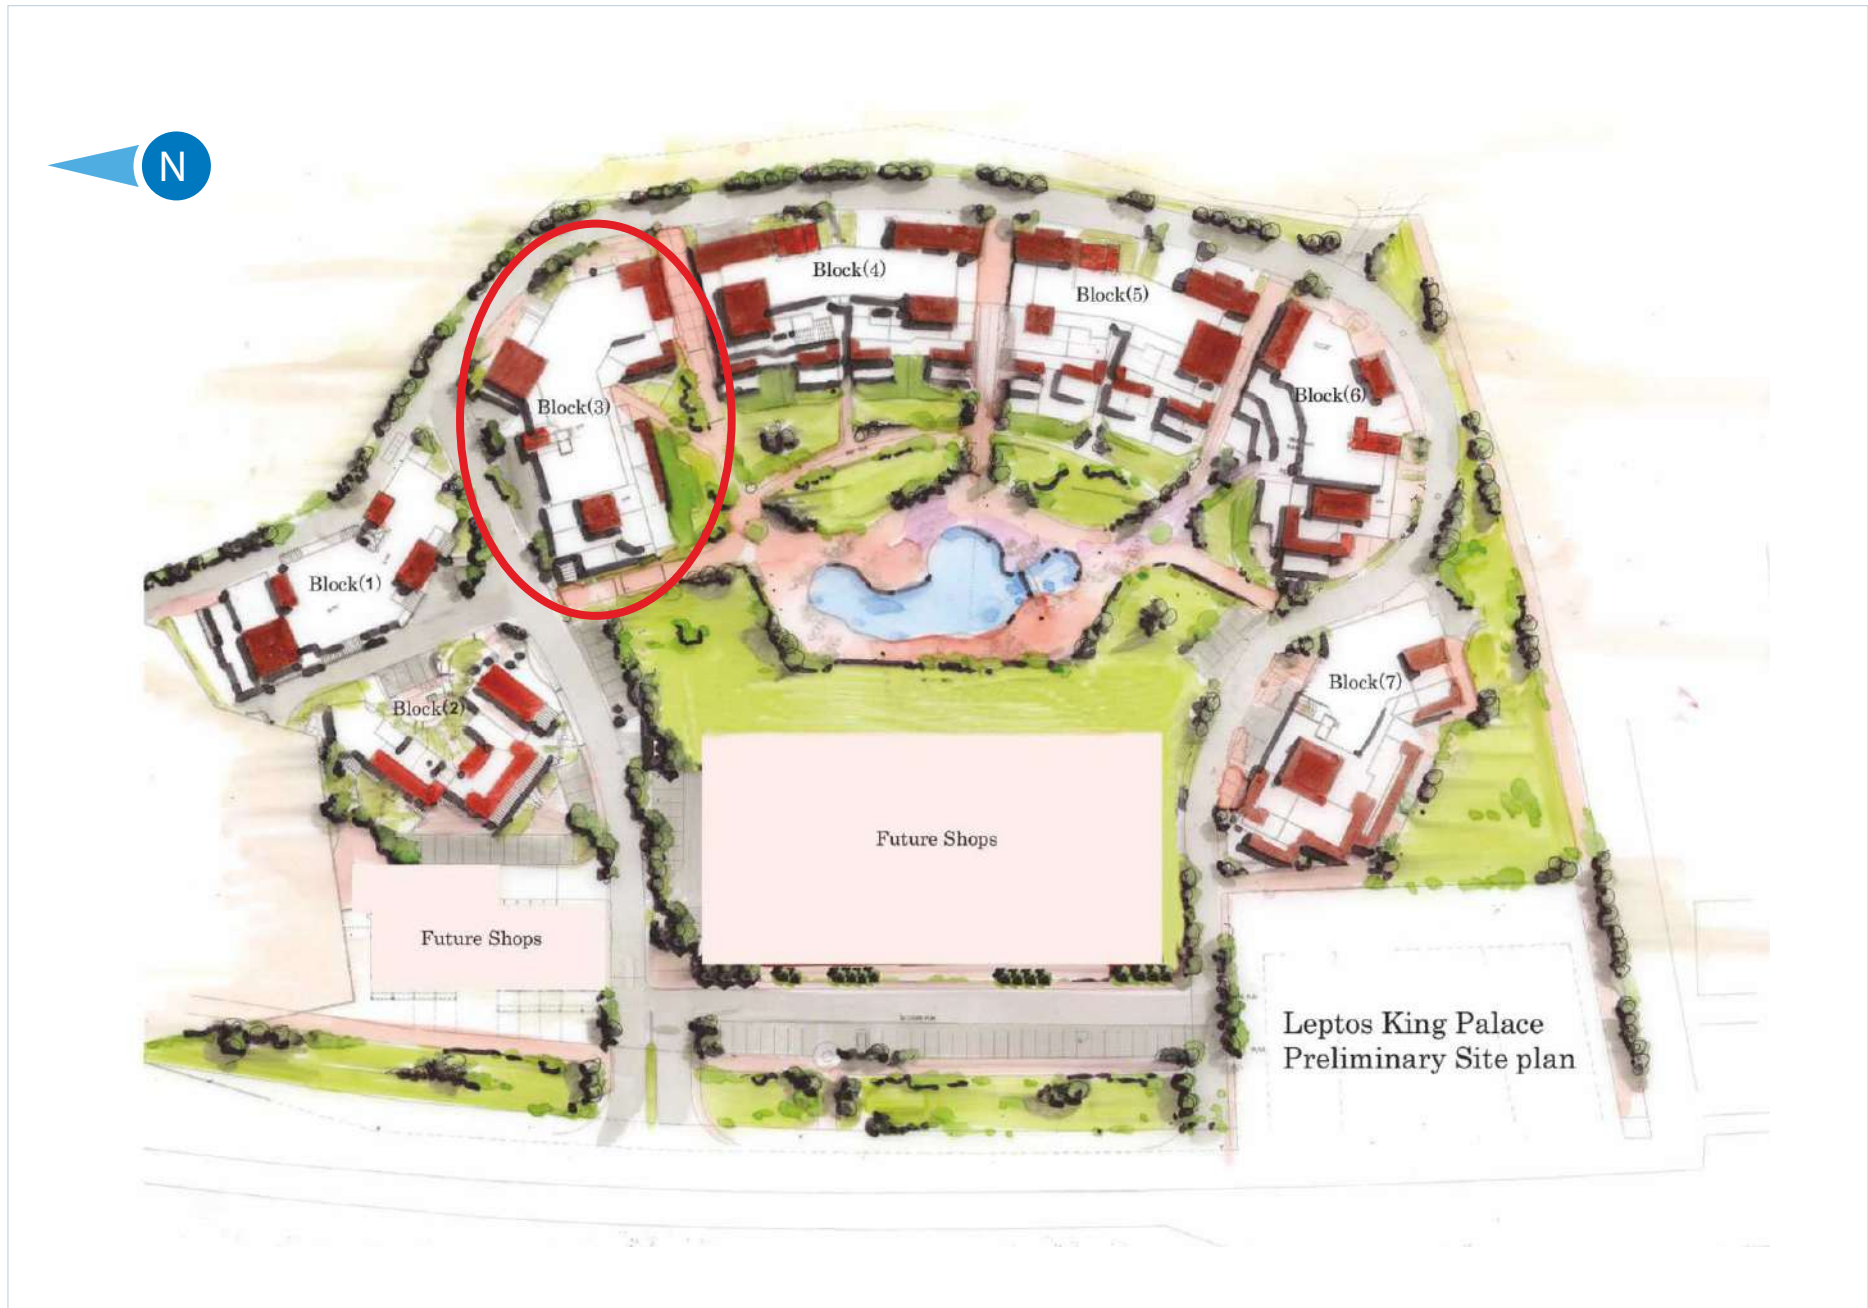 N
Block(4)
Block(5)
Block(3)
Block(6)
Block(1)
Block(2)
Block(7)
Future Shops
Future Shops
Leptos King Palace
Preliminary Site plan